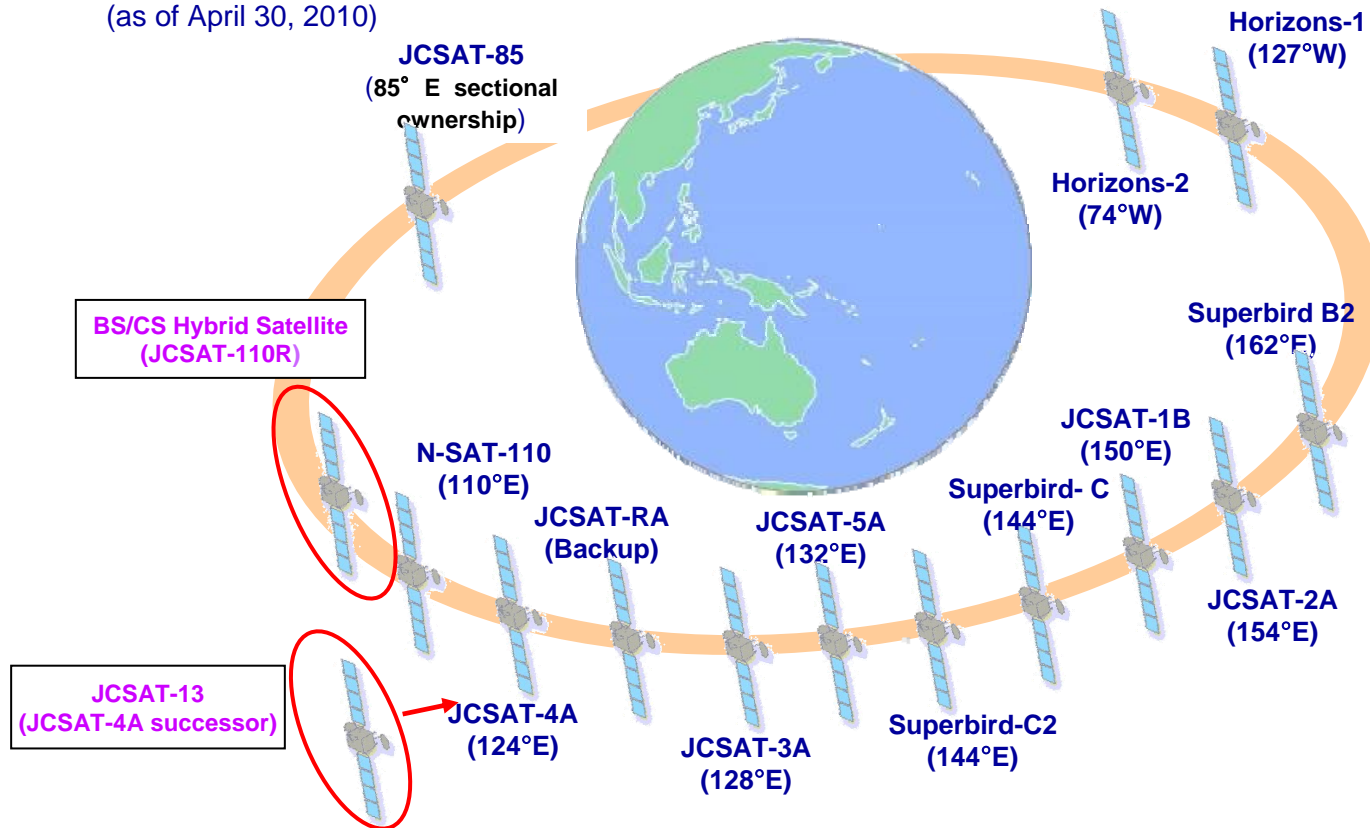 (as of April 30, 2010)
JCSAT-85
(85° E sectional
ownership)
Horizons-1
(127°W)
Horizons-2
(74°W)
BS/CS Hybrid Satellite
(JCSAT-110R)
Superbird B2
(162°E)
N-SAT-110
(110°E)
JCSAT-RA
(Backup)
JCSAT-5A
(132°E)
Superbird- C
(144°E)
JCSAT-1B
(150°E)
JCSAT-2A
(154°E)
JCSAT-13
(JCSAT-4A successor)
JCSAT-4A
(124°E)
JCSAT-3A
(128°E)
Superbird-C2
(144°E)